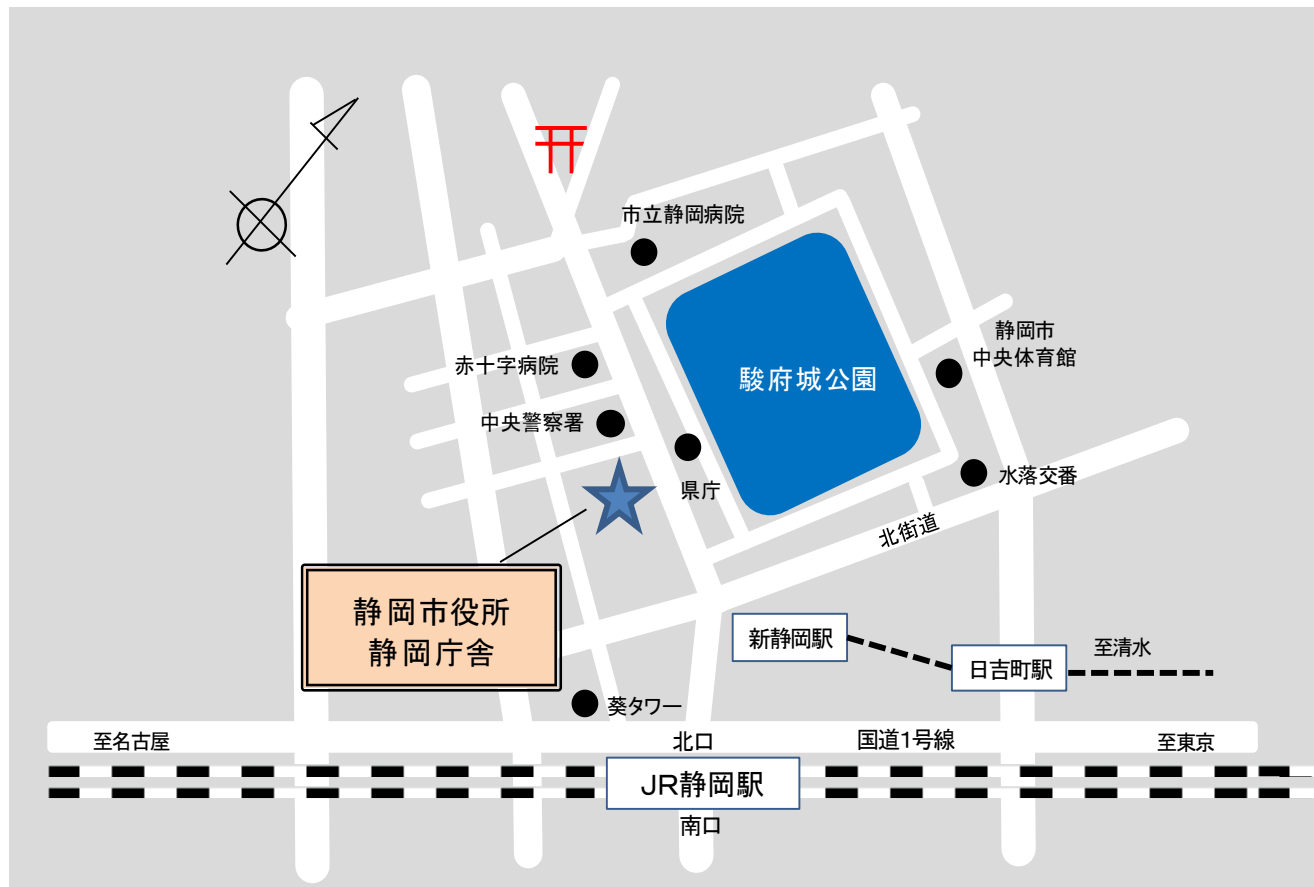 市立静岡病院
静岡市
中央体育館
赤十字病院
駿府城公園
中央警察署
県庁
水落交番
北街道
静岡市役所
静岡庁舎
新静岡駅
日吉町駅
至清水
葵タワー
至名古屋
北口
国道1号線
至東京
JR静岡駅
南口